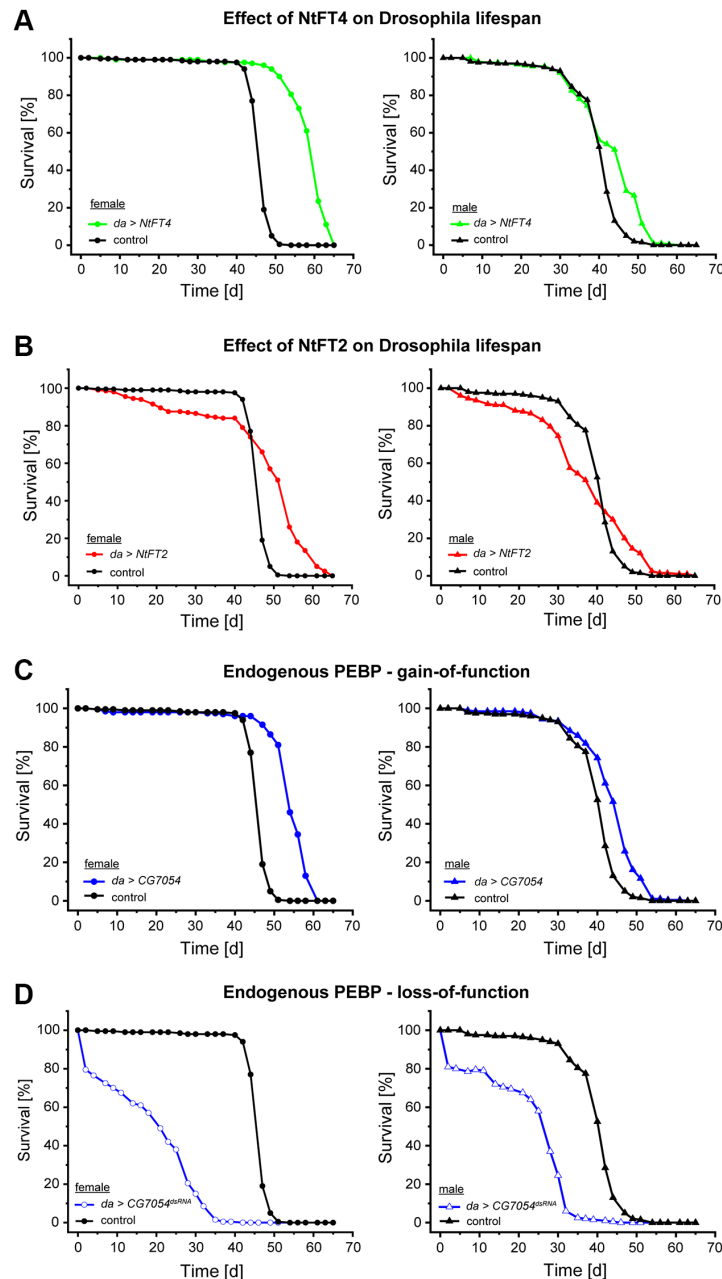 A
Effect of NtFT4 on Drosophila lifespan
Survival [%]
100
80
60
40
20
0
female
da > NtFT4
control
0 10 20 30 40 50 60 70
Time [d]
Survival [%]
100
80
60
40
20
0
male
da > NtFT4
control
0 10 20 30 40 50 60 70
Time [d]
B
Effect of NtFT2 on Drosophila lifespan
Survival [%]
100
80
60
40
20
0
female
da > NtFT2
control
0 10 20 30 40 50 60 70
Time [d]
Survival [%]
100
80
60
40
20
0
male
da > NtFT2
control
0 10 20 30 40 50 60 70
Time [d]
C
Endogenous PEBP - gain-of-function
Survival [%]
100
80
60
40
20
0
female
da > CG7054
control
0 10 20 30 40 50 60 70
Time [d]
Survival [%]
100
80
60
40
20
0
male
da > CG7054
control
0 10 20 30 40 50 60 70
Time [d]
D
Endogenous PEBP - loss-of-function
Survival [%]
100
80
60
40
20
0
female
da > CG7054dsRNA
control
0 10 20 30 40 50 60 70
Time [d]
Survival [%]
100
80
60
40
20
0
male
da > CG7054dsRNA
control
0 10 20 30 40 50 60 70
Time [d]